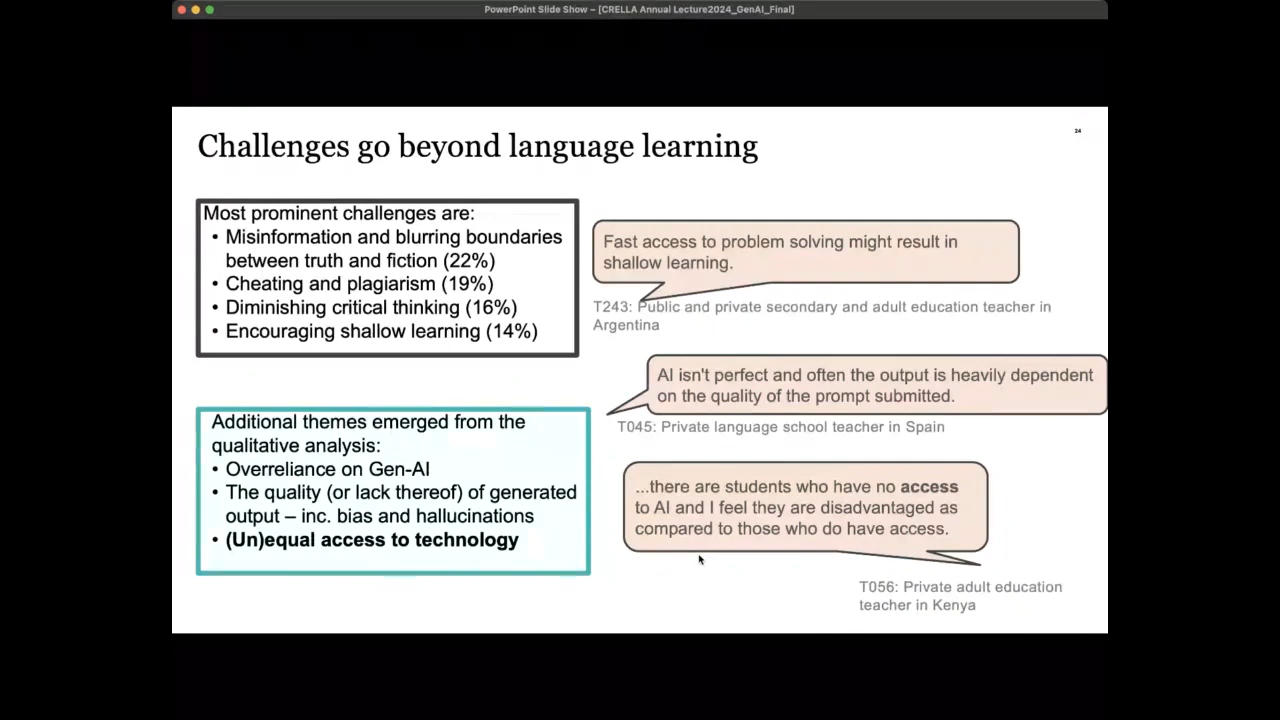 PowerPoint Slide Show – [CRELLA Annual Lecture2024_GenAI_Final]
24
Challenges go beyond language learning
Most prominent challenges are:
• Misinformation and blurring boundaries
between truth and fiction (22%)
• Cheating and plagiarism (19%)
• Diminishing critical thinking (16%)
• Encouraging shallow learning (14%)
Fast access to problem solving might result in
shallow learning.
T243: Public and private secondary and adult education teacher in
Argentina
AI isn't perfect and often the output is heavily dependent
on the quality of the prompt submitted.
T045: Private language school teacher in Spain
Additional themes emerged from the
qualitative analysis:
• Overreliance on Gen-AI
• The quality (or lack thereof) of generated
output – inc. bias and hallucinations
• (Un)equal access to technology
...there are students who have no access
to AI and I feel they are disadvantaged as
compared to those who do have access.
T056: Private adult education
teacher in Kenya